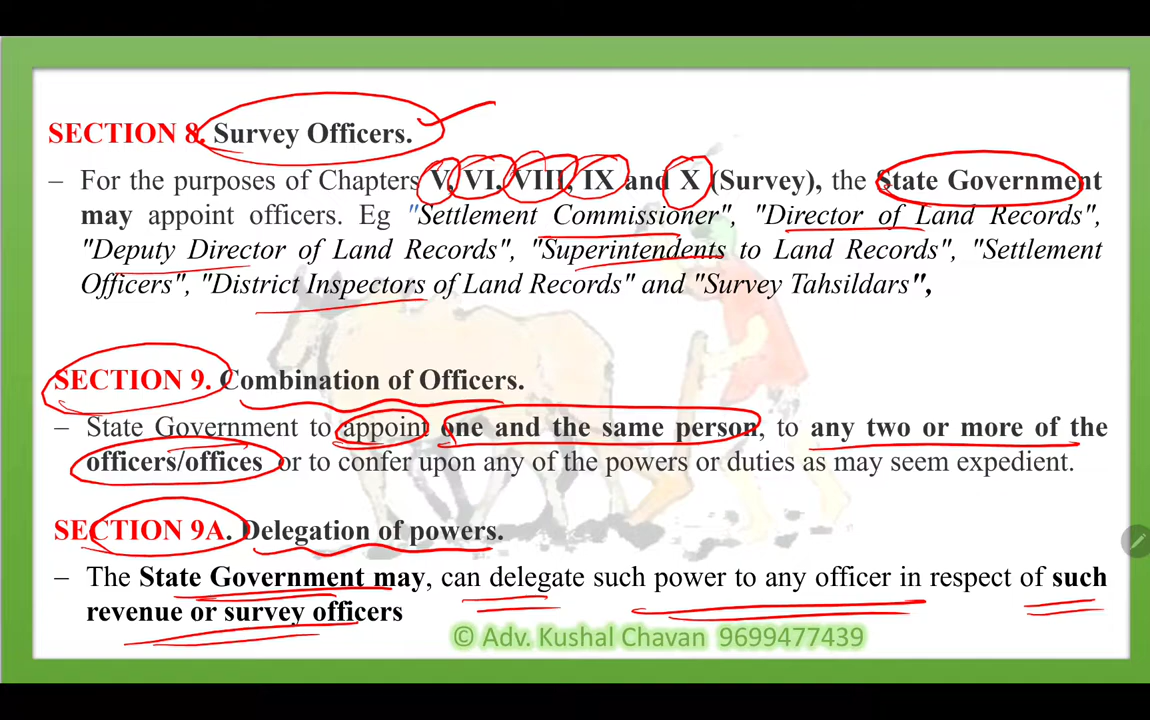 SECTION 8. Survey Officers.
– For the purposes of Chapters V, VI, VIII, IX and X (Survey), the State Government
may appoint officers. Eg "Settlement Commissioner", "Director of Land Records",
"Deputy Director of Land Records", "Superintendents to Land Records", "Settlement
Officers", "District Inspectors of Land Records" and "Survey Tahsildars",
SECTION 9. Combination of Officers.
– State Government to appoint one and the same person, to any two or more of the
officers/offices or to confer upon any of the powers or duties as may seem expedient.
SECTION 9A. Delegation of powers.
– The State Government may, can delegate such power to any officer in respect of such
revenue or survey officers
© Adv. Kushal Chavan 9699477439